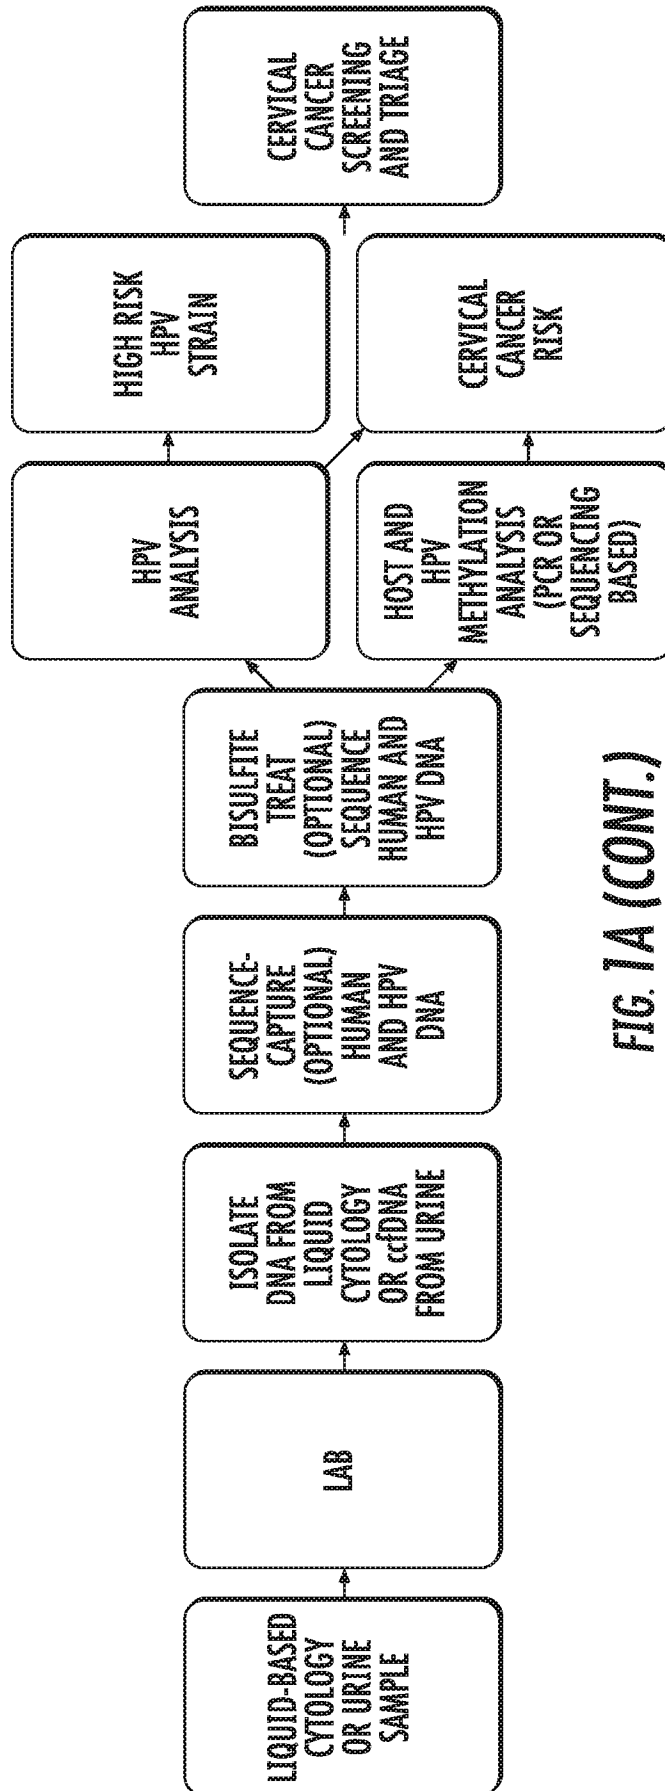 LIQUID-BASED
CYTOLOGY
OR URINE
SAMPLE
LAB
ISOLATE
DNA FROM
LIQUID
CYTOLOGY
OR ccfDNA
FROM URINE
SEQUENCE-
CAPTURE
(OPTIONAL)
HUMAN
AND HPV
DNA
BISULFITE
TREAT
(OPTIONAL)
SEQUENCE
HUMAN AND
HPV DNA
HPV
ANALYSIS
HIGH RISK
HPV
STRAIN
HOST AND
HPV
METHYLATION
ANALYSIS
(PCR OR
SEQUENCING
BASED)
CERVICAL
CANCER
RISK
CERVICAL
CANCER
SCREENING
AND TRIAGE
FIG. 1A (CONT.)